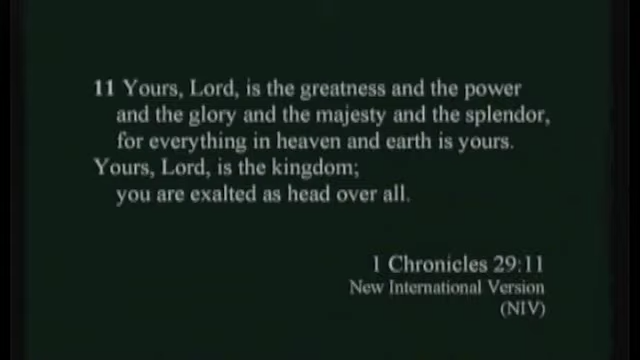 11 Yours, Lord, is the greatness and the power
and the glory and the majesty and the splendor,
for everything in heaven and earth is yours.
Yours, Lord, is the kingdom;
you are exalted as head over all.
1 Chronicles 29:11
New International Version
(NIV)